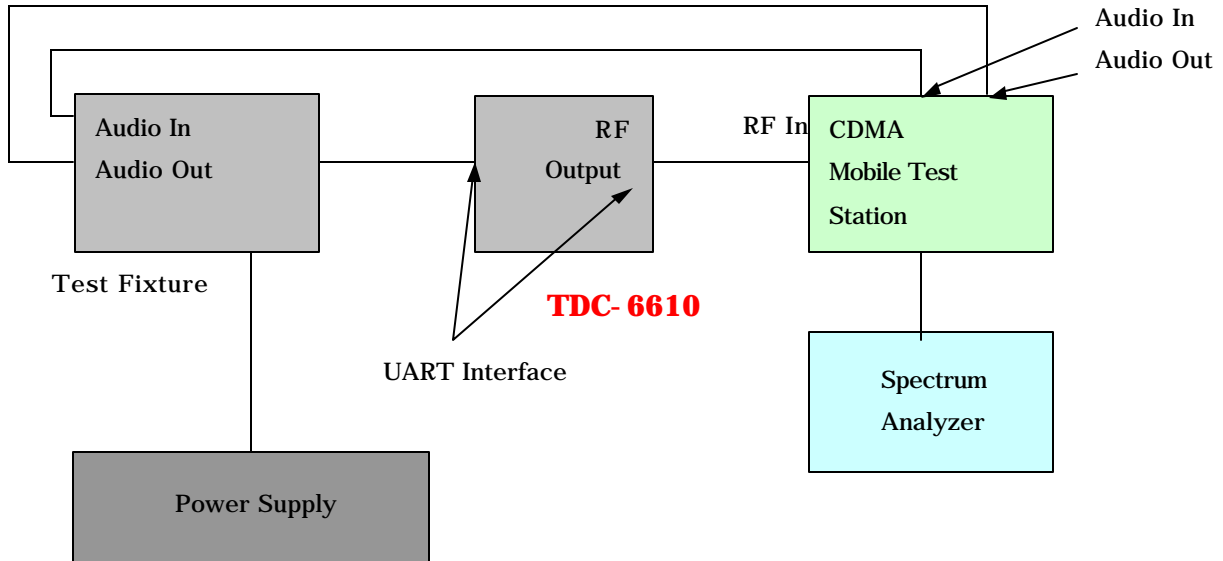 Audio In
Audio Out
Audio In
Audio Out
RF
Output
RF In
CDMA
Mobile Test
Station
Test Fixture
TDC- 6610
UART Interface
Spectrum
Analyzer
Power Supply